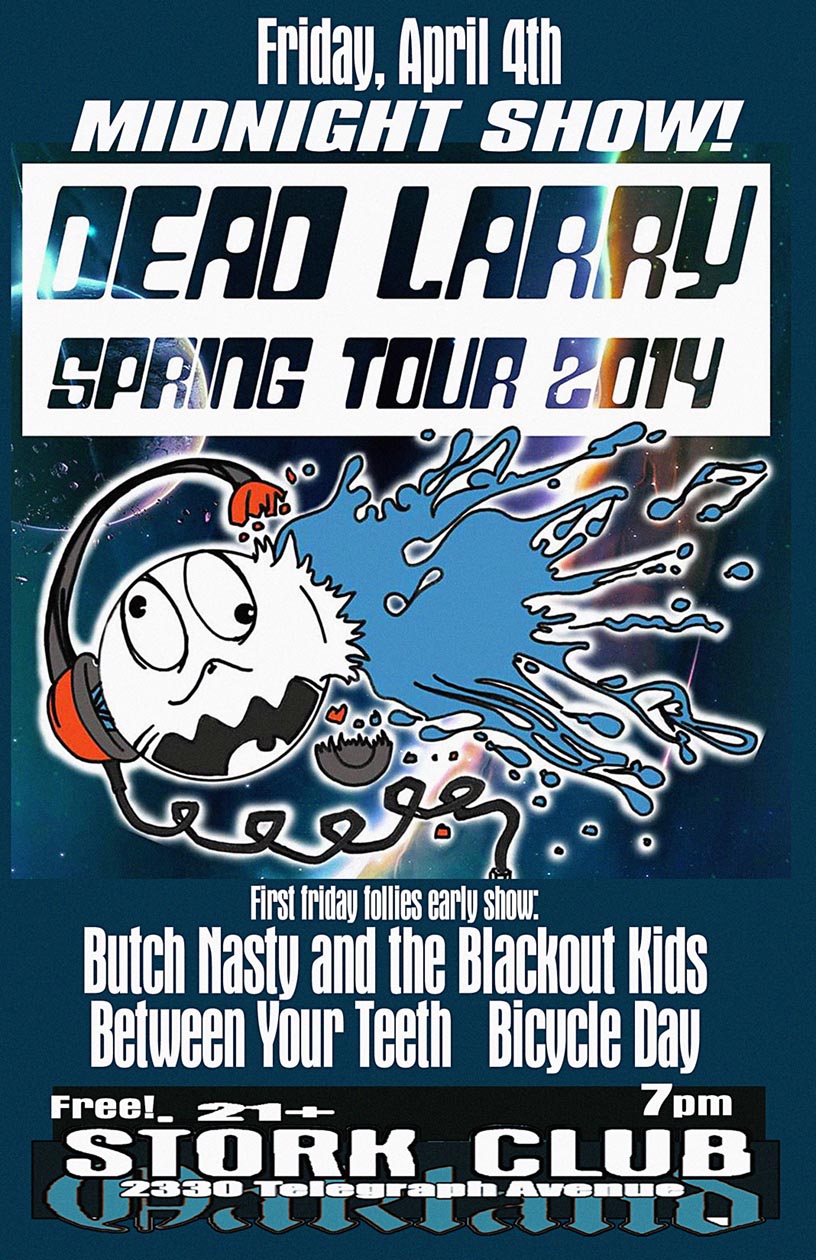 Friday, April 4th
MIDNIGHT SHOW!
DEAD LARRY
SPRING TOUR 2014
First friday follies early show:
Butch Nasty and the Blackout Kids
Between Your Teeth Bicycle Day
Free! 21+ 7pm
STORK CLUB
2330 Telegraph Avenue
Oakland